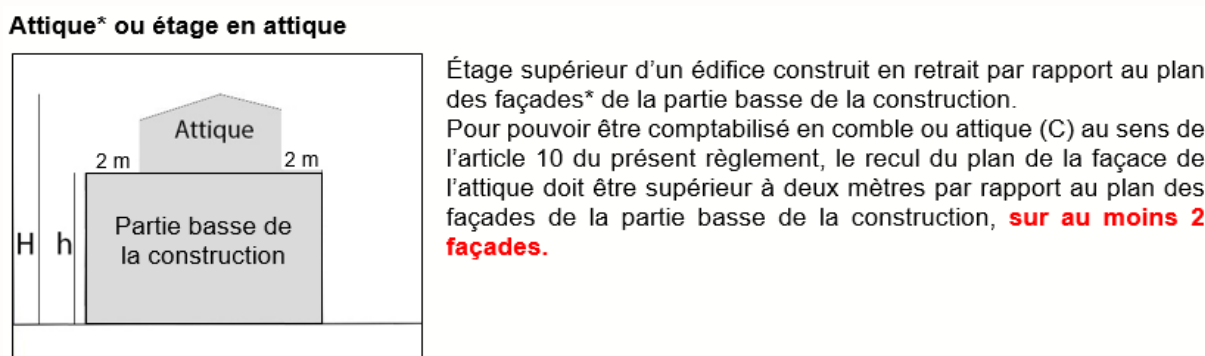 Attique* ou étage en attique
Attique
2 m
2 m
Partie basse de
la construction
H
h
Étage supérieur d’un édifice construit en retrait par rapport au plan
des façades* de la partie basse de la construction.
Pour pouvoir être comptabilisé en comble ou attique (C) au sens de
l’article 10 du présent règlement, le recul du plan de la façace de
l’attique doit être supérieur à deux mètres par rapport au plan des
façades de la partie basse de la construction, sur au moins 2
façades.